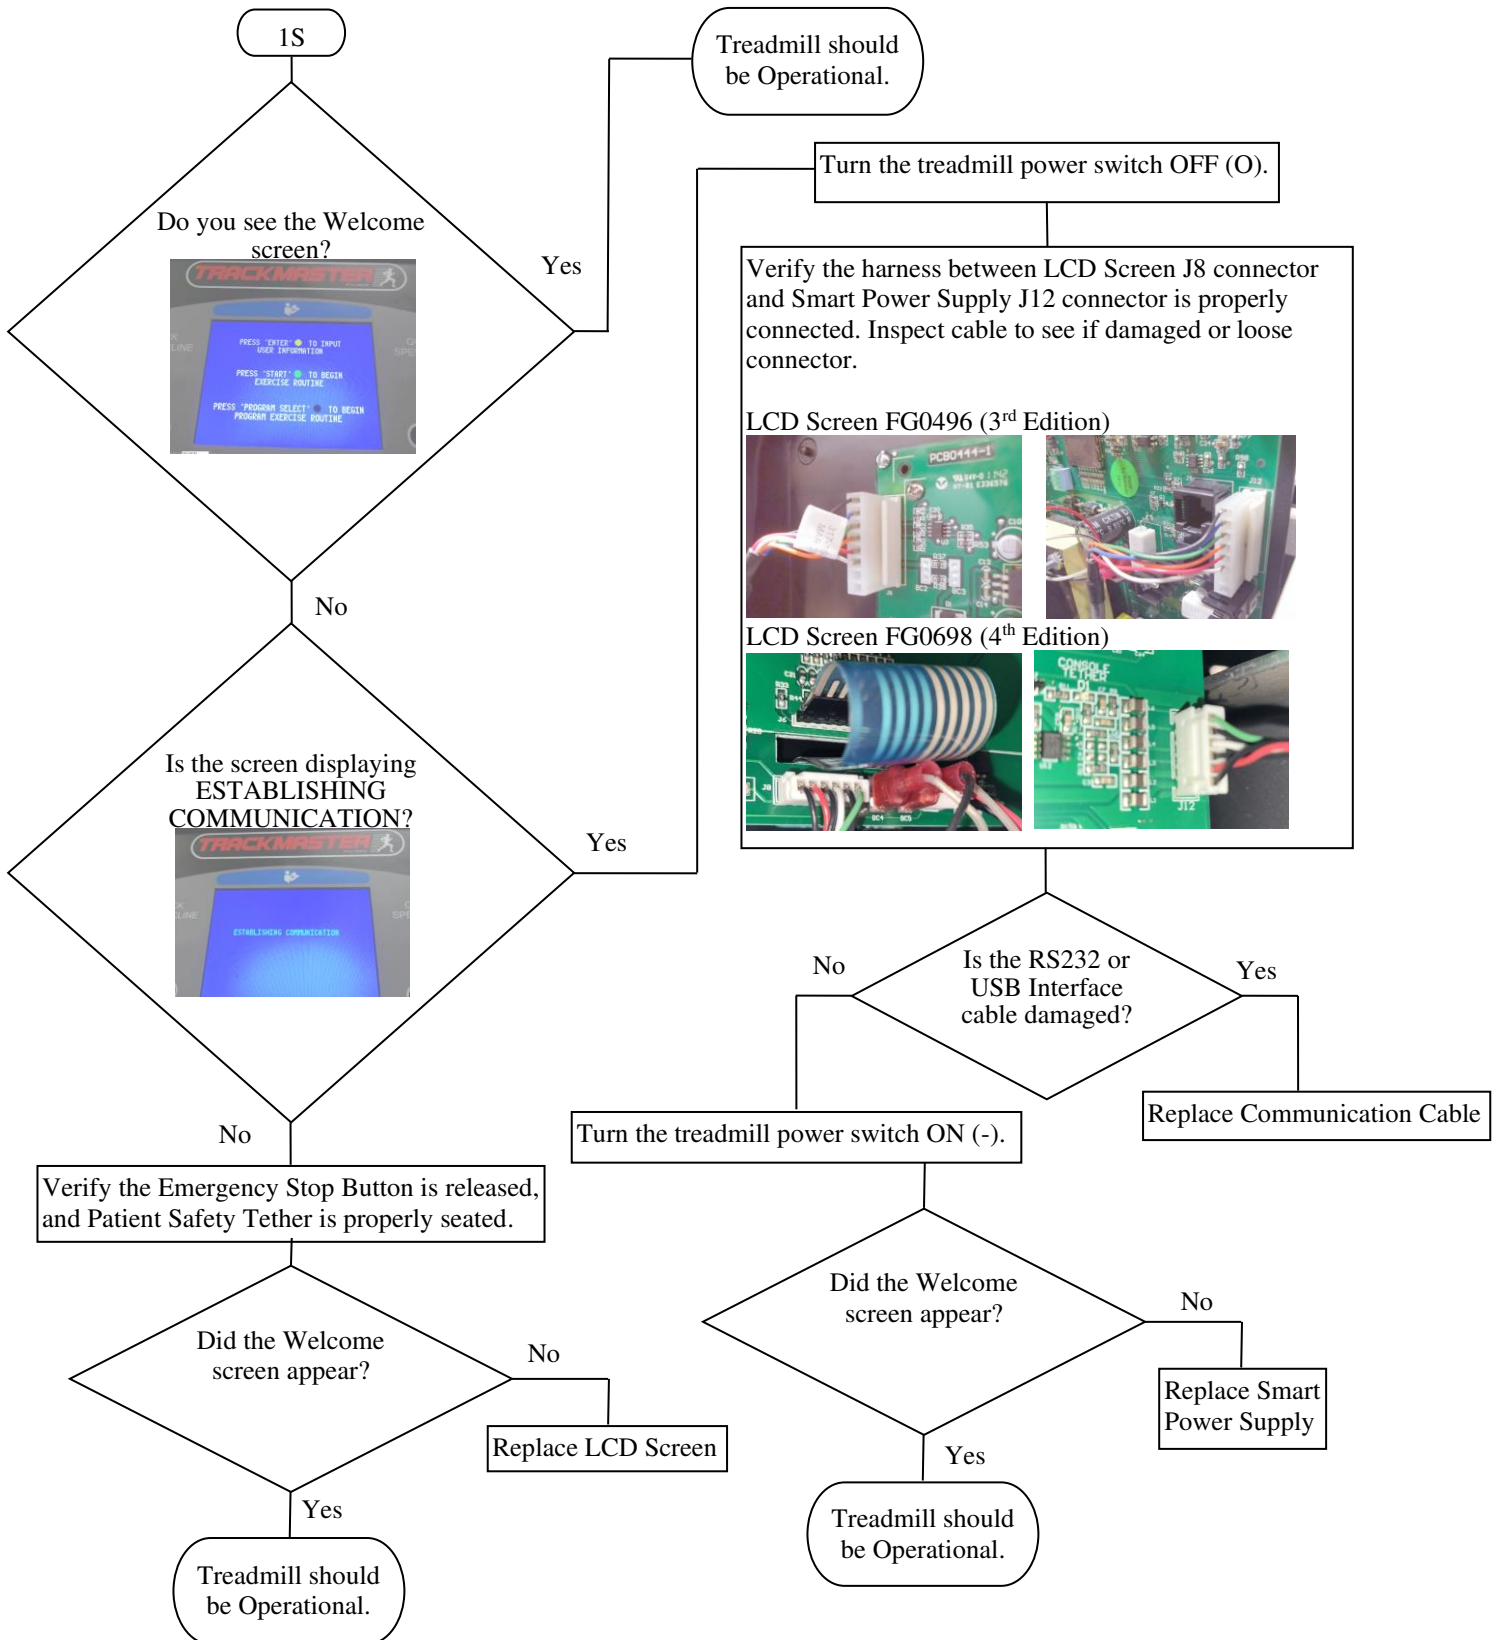 1S
Treadmill should
be Operational.
Turn the treadmill power switch OFF (O).
Do you see the Welcome
screen?
TRACKMASTER
PRESS "ENTER" TO INPUT
USER INFORMATION
PRESS "START" TO BEGIN
EXERCISE ROUTINE
PRESS "PROGRAM SELECT" TO BEGIN
PROGRAM EXERCISE ROUTINE
Yes
Verify the harness between LCD Screen J8 connector
and Smart Power Supply J12 connector is properly
connected. Inspect cable to see if damaged or loose
connector.
LCD Screen FG0496 (3rd Edition)
PCB0444-1
J12
LCD Screen FG0698 (4th Edition)
CONSOLE
TETHER
D1
R33
J6
J8
BC4 BC5
J12
No
Is the screen displaying
ESTABLISHING
COMMUNICATION?
TRACKMASTER
ESTABLISHING COMMUNICATION
Yes
No
Is the RS232 or
USB Interface
cable damaged?
Yes
No
Replace Communication Cable
Turn the treadmill power switch ON (-).
Verify the Emergency Stop Button is released,
and Patient Safety Tether is properly seated.
Did the Welcome
screen appear?
No
Replace Smart
Power Supply
Yes
Treadmill should
be Operational.
Did the Welcome
screen appear?
No
Replace LCD Screen
Yes
Treadmill should
be Operational.